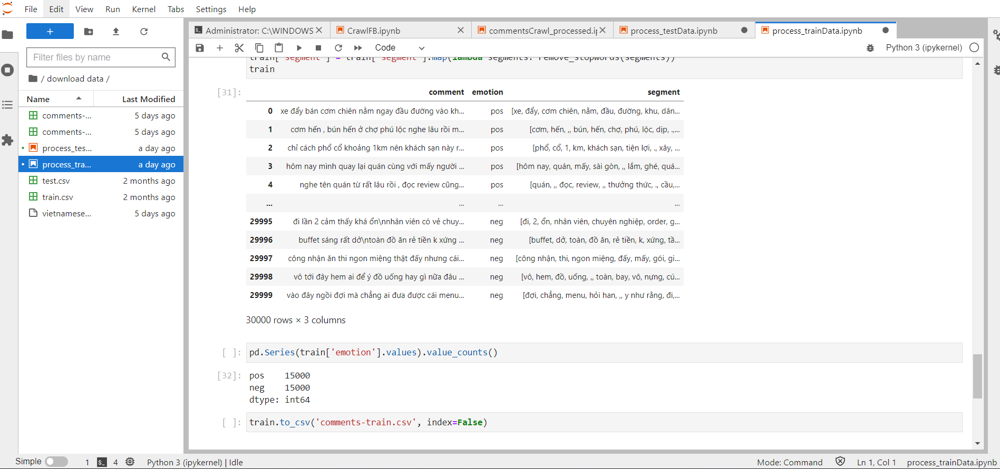 File Edit View Run Kernel Tabs Settings Help
+
Filter files by name
/ download data /
Name Last Modified
comments-... 5 days ago
comments-... 5 days ago
process_tes... a day ago
process_tra... a day ago
test.csv 2 months ago
train.csv 2 months ago
vietnamese... 5 days ago
Administrator: C:\WINDOWS
CrawlFB.ipynb
commentsCrawl_processed.i
process_testData.ipynb
process_trainData.ipynb
Code
Python 3 (ipykernel)
train['segment'] = train['segment'].map(lambda segments: remove_stopwords(segments))
train
[31]:
comment emotion segment
0 xe đẩy bán cơm chiên nằm ngay đầu đường vào kh... pos [xe, đẩy, cơm chiên, nằm, đầu, đường, khu, dân...
1 cơm hến , bún hến ở chợ phú lộc nghe lâu rồi m... pos [cơm, hến, ,, bún, hến, chợ, phú, lộc, dịp, .,...
2 chỉ cách phố cổ khoảng 1km nên khách sạn này r... pos [phố, cổ, 1, km, khách sạn, tiện lợi, ., xây, ...
3 hôm nay mình quay lại quán cùng với mấy người ... pos [hôm nay, quán, mấy, sài gòn, ,, lắm, ghé, quá...
4 nghe tên quán từ rất lâu rồi , đọc review cũng... pos [quán, ,, đọc, review, ,, thưởng thức, ., cầu,...
... ... ... ...
29995 đi lần 2 cảm thấy khá ổn\nnhân viên có vẻ chuy... neg [đi, 2, ổn, nhân viên, chuyên nghiệp, order, g...
29996 buffet sáng rất dở\ntoàn đồ ăn rẻ tiền k xứng ... neg [buffet, dở, toàn, đồ ăn, rẻ tiền, k, xứng, tầ...
29997 công nhận ăn thi ngon miệng thật đấy nhưng cái... neg [công nhận, thi, ngon miệng, đấy, mấy, gói, gi...
29998 vô tới đây hem ai để ý đồ uống hay gì nữa đâu ... neg [vô, hem, đồ, uống, ,, toàn, bay, vô, nựng, cú...
29999 vào đây ngồi đợi mà chẳng ai đưa được cái menu... neg [đợi, chẳng, menu, hỏi han, ,, y như rằng, đi,...
30000 rows × 3 columns
[ ]: pd.Series(train['emotion'].values).value_counts()
[32]: pos 15000
neg 15000
dtype: int64
[ ]: train.to_csv('comments-train.csv', index=False)
Simple 1 $_ 4 Python 3 (ipykernel) | Idle Mode: Command Ln 1, Col 1 process_trainData.ipynb